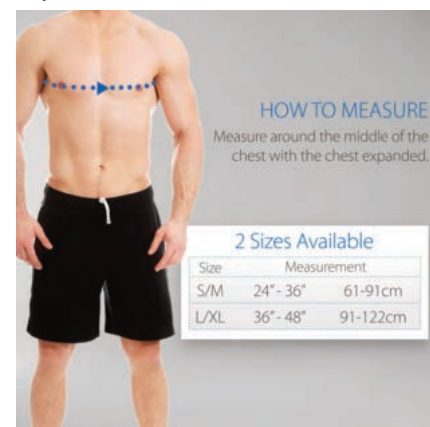 HOW TO MEASURE
Measure around the middle of the
chest with the chest expanded.
2 Sizes Available
Size Measurement
S/M 24"- 36" 61-91cm
L/XL 36"- 48" 91-122cm